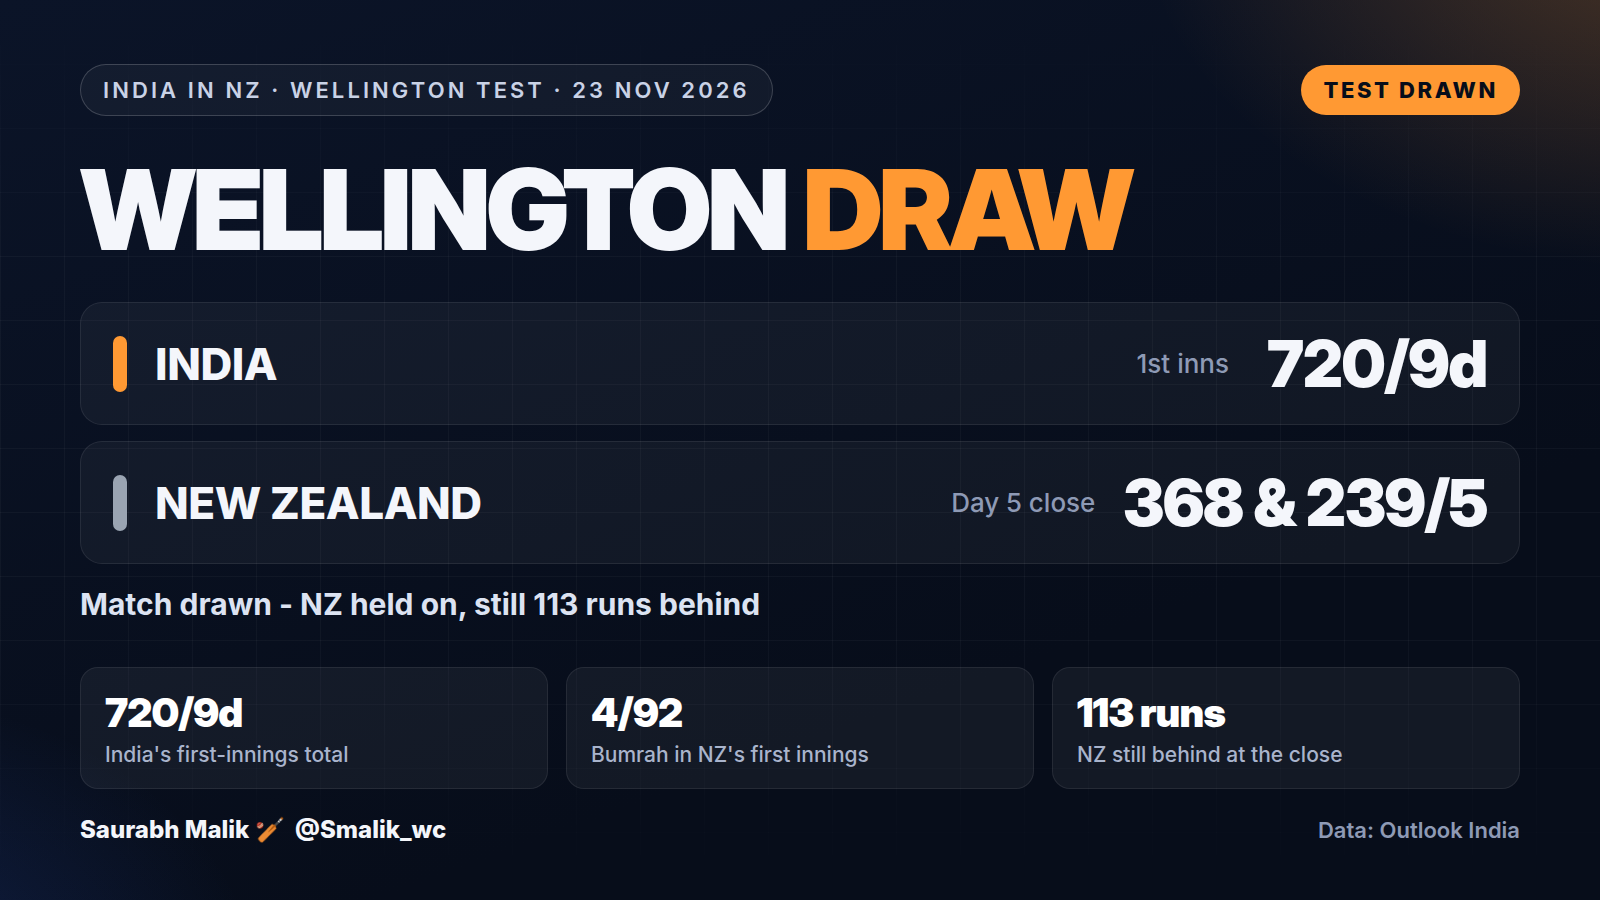 INDIA IN NZ · WELLINGTON TEST · 23 NOV 2026
TEST DRAWN
WELLINGTON DRAW
INDIA
1st inns
720/9d
NEW ZEALAND
Day 5 close
368 & 239/5
Match drawn - NZ held on, still 113 runs behind
720/9d
India's first-innings total
4/92
Bumrah in NZ's first innings
113 runs
NZ still behind at the close
Saurabh Malik 🏏 @Smalik_wc
Data: Outlook India